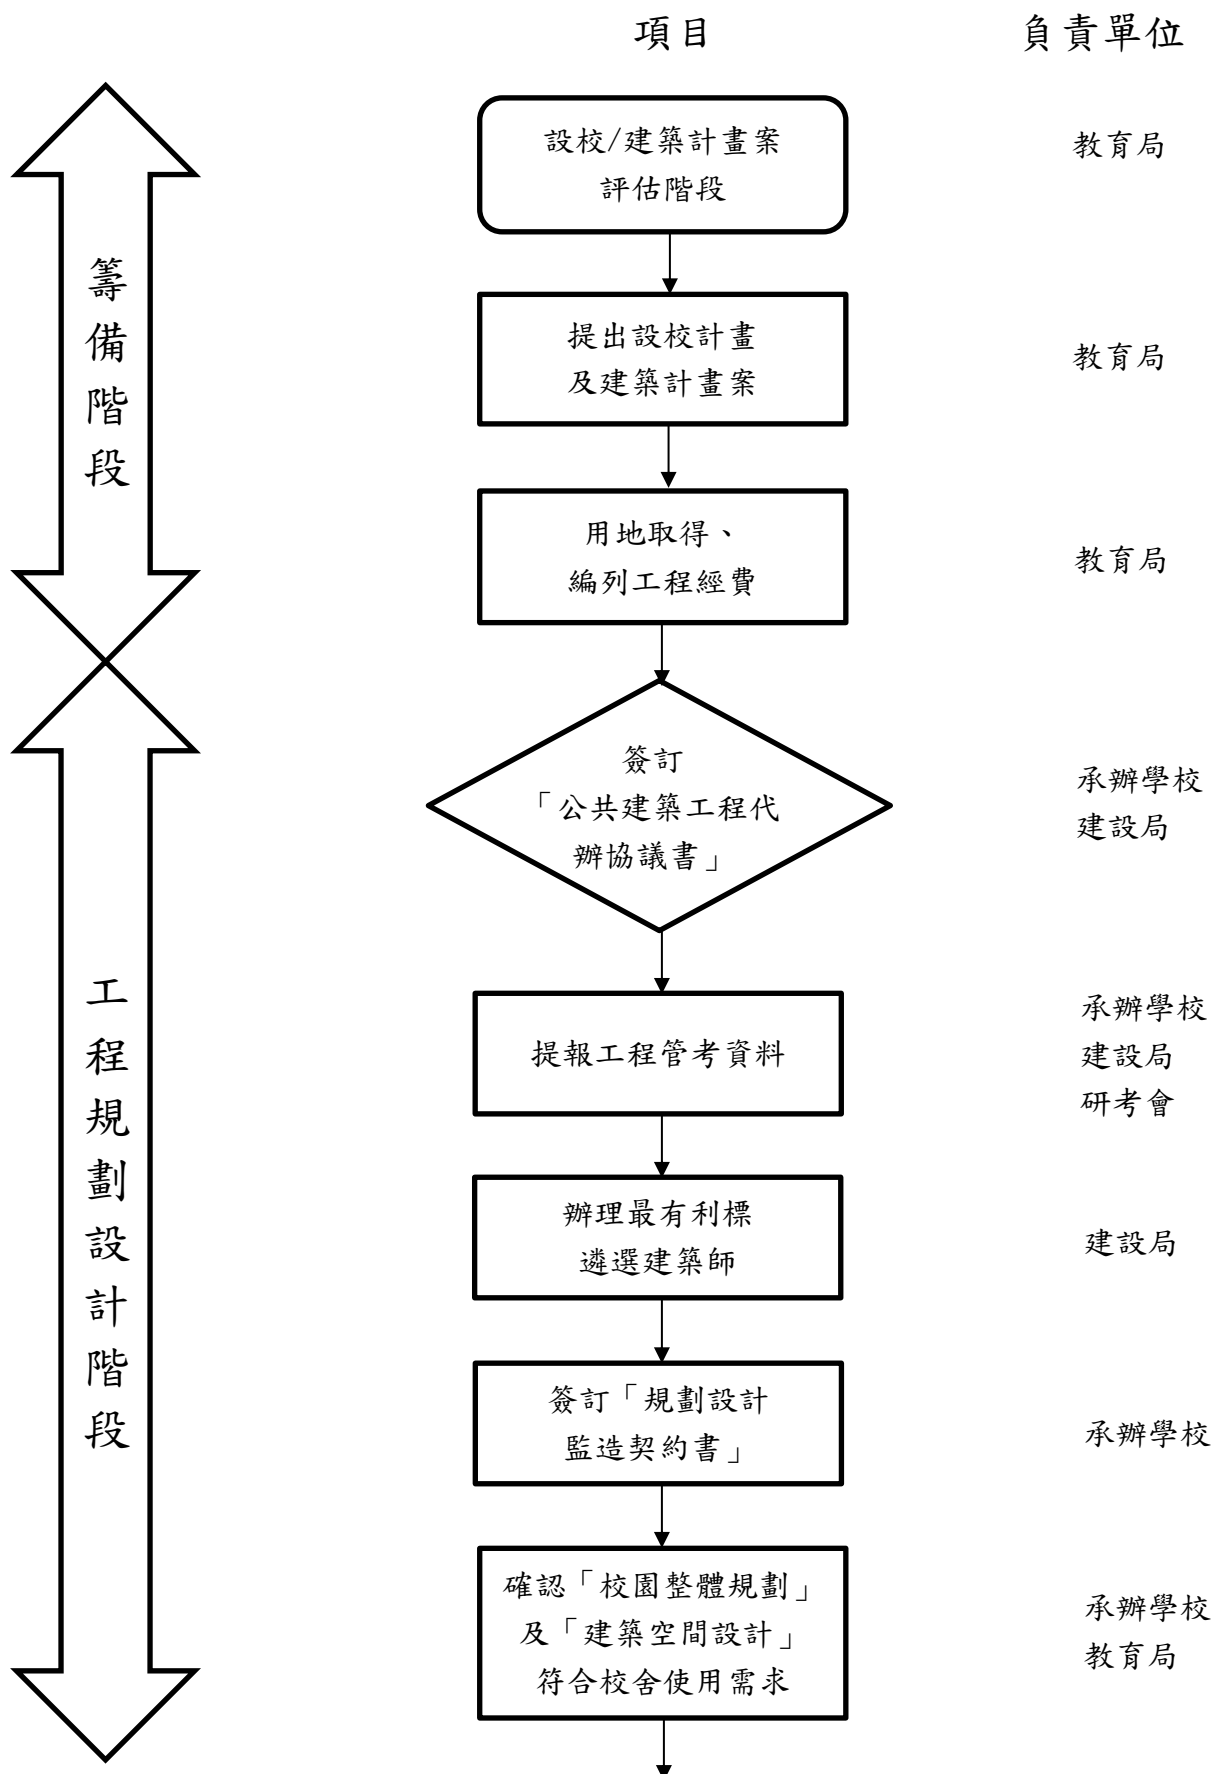 項目
負責單位
籌備階段
設校/建築計畫案
評估階段
教育局
提出設校計畫
及建築計畫案
教育局
用地取得、
編列工程經費
教育局
工程規劃設計階段
簽訂
「公共建築工程代
辦協議書」
承辦學校
建設局
提報工程管考資料
承辦學校
建設局
研考會
辦理最有利標
遴選建築師
建設局
簽訂「規劃設計
監造契約書」
承辦學校
確認「校園整體規劃」
及「建築空間設計」
符合校舍使用需求
承辦學校
教育局